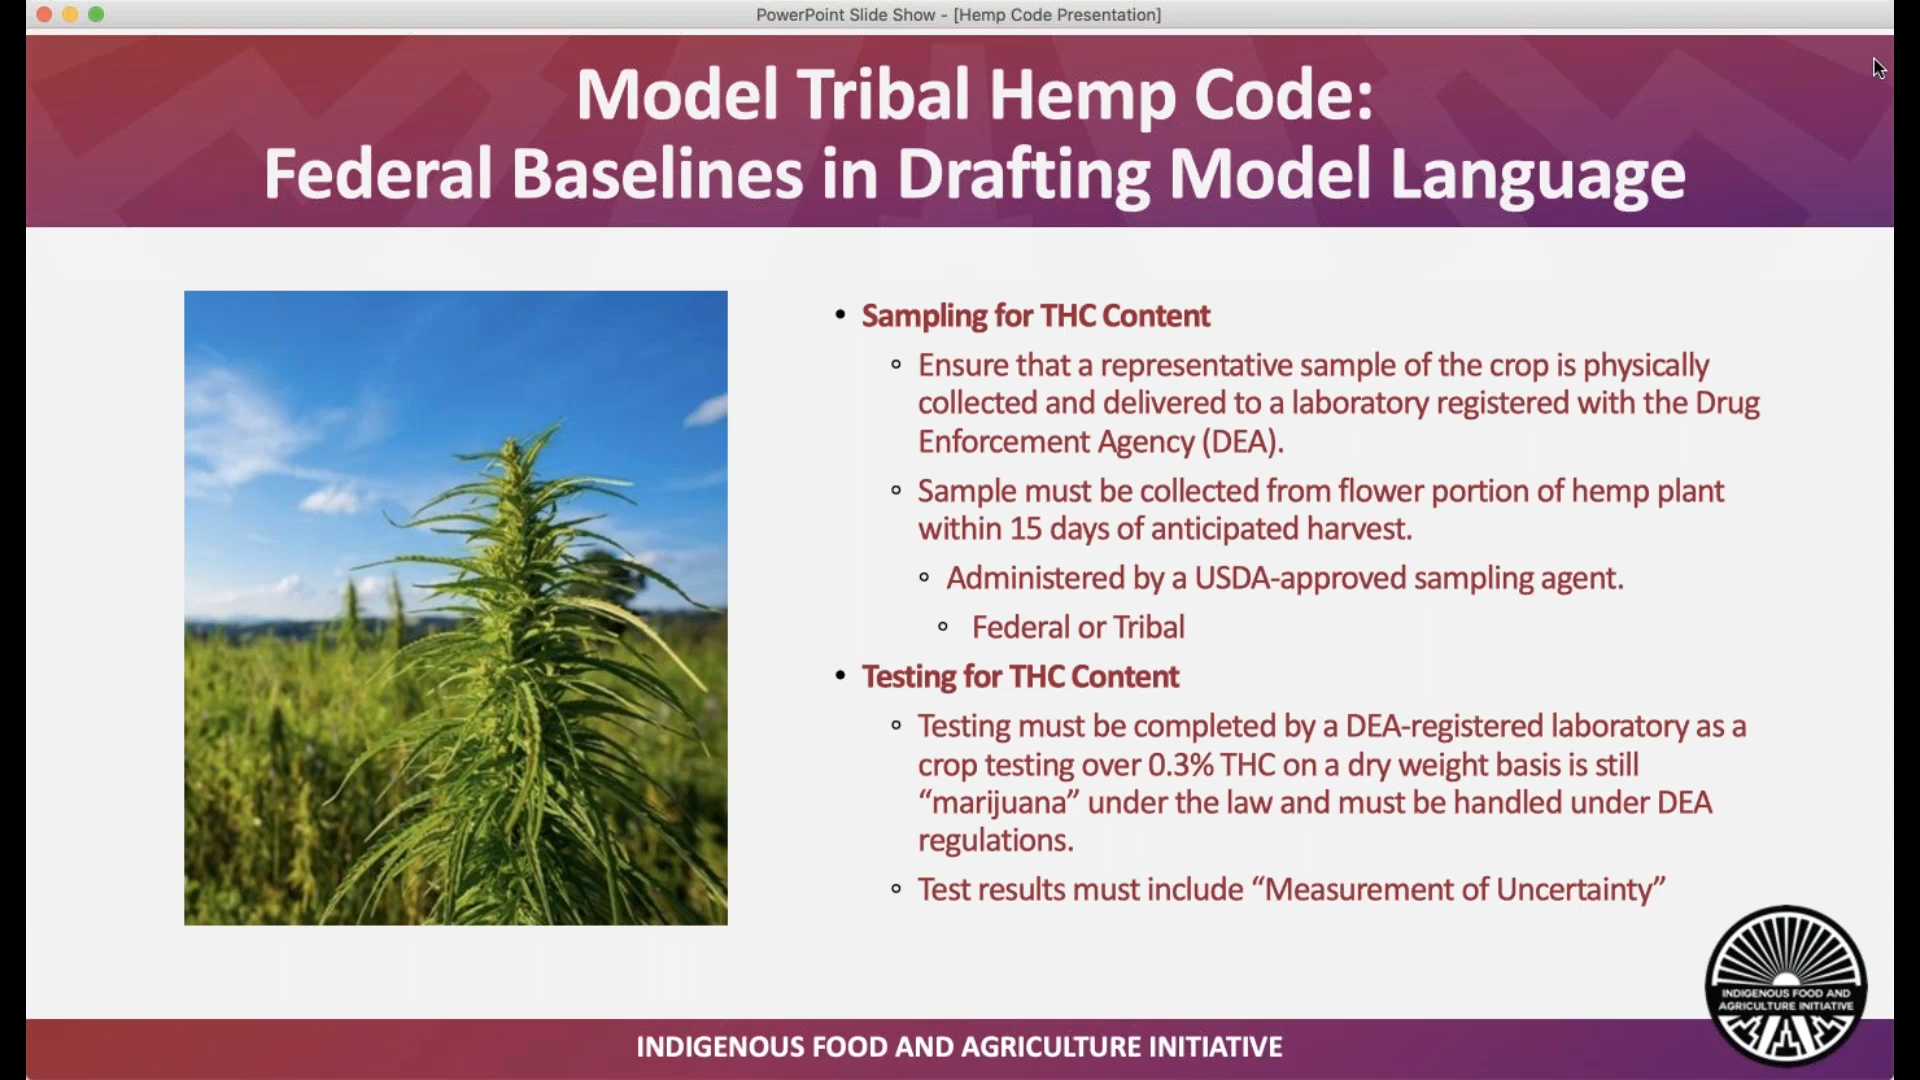 PowerPoint Slide Show - [Hemp Code Presentation]
Model Tribal Hemp Code:
Federal Baselines in Drafting Model Language
• Sampling for THC Content
◦ Ensure that a representative sample of the crop is physically
collected and delivered to a laboratory registered with the Drug
Enforcement Agency (DEA).
◦ Sample must be collected from flower portion of hemp plant
within 15 days of anticipated harvest.
◦ Administered by a USDA-approved sampling agent.
◦ Federal or Tribal
• Testing for THC Content
◦ Testing must be completed by a DEA-registered laboratory as a
crop testing over 0.3% THC on a dry weight basis is still
“marijuana” under the law and must be handled under DEA
regulations.
◦ Test results must include “Measurement of Uncertainty”
INDIGENOUS FOOD AND
AGRICULTURE INITIATIVE
INDIGENOUS FOOD AND AGRICULTURE INITIATIVE